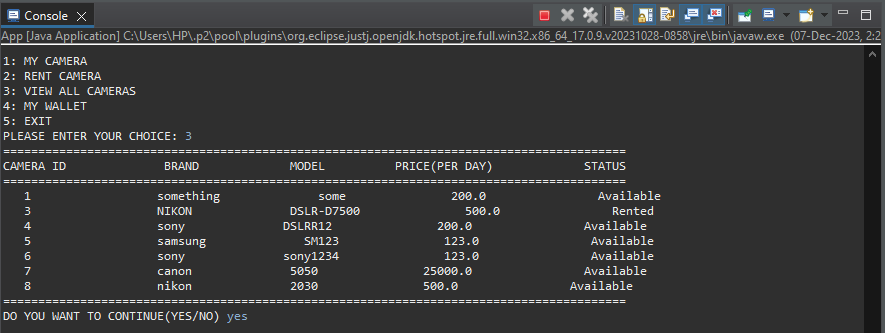 Console
App [Java Application] C:\Users\HP\.p2\pool\plugins\org.eclipse.justj.openjdk.hotspot.jre.full.win32.x86_64_17.0.9.v20231028-0858\jre\bin\javaw.exe (07-Dec-2023, 2:2
1: MY CAMERA
2: RENT CAMERA
3: VIEW ALL CAMERAS
4: MY WALLET
5: EXIT
PLEASE ENTER YOUR CHOICE: 3
=========================================================================================
CAMERA ID BRAND MODEL PRICE(PER DAY) STATUS
=========================================================================================
1 something some 200.0 Available
3 NIKON DSLR-D7500 500.0 Rented
4 sony DSLRR12 200.0 Available
5 samsung SM123 123.0 Available
6 sony sony1234 123.0 Available
7 canon 5050 25000.0 Available
8 nikon 2030 500.0 Available
=========================================================================================
DO YOU WANT TO CONTINUE(YES/NO) yes